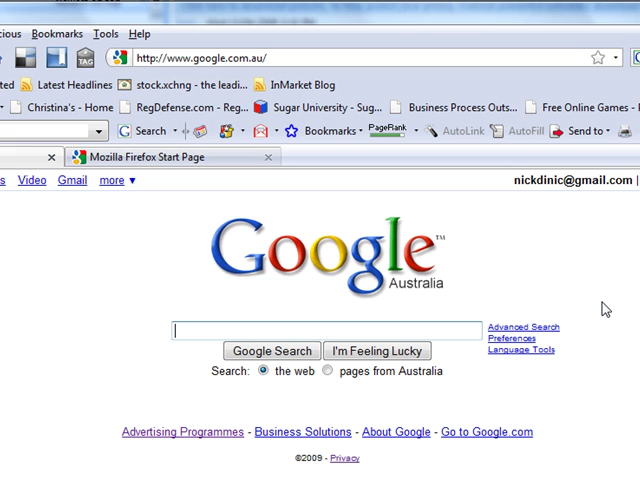 cious Bookmarks Tools Help
TAG http://www.google.com.au/
ted Latest Headlines stock.xchng - the leadi... InMarket Blog
Christina's - Home RegDefense.com - Reg... Sugar University - Sug... Business Process Outs... Free Online Games - F
G Search Bookmarks PageRank AutoLink AutoFill Send to
Mozilla Firefox Start Page
s Video Gmail more ▼ nickdinic@gmail.com |
Google™
Australia
Advanced Search
Preferences
Language Tools
Google Search I'm Feeling Lucky
Search: the web pages from Australia
Advertising Programmes - Business Solutions - About Google - Go to Google.com
©2009 - Privacy